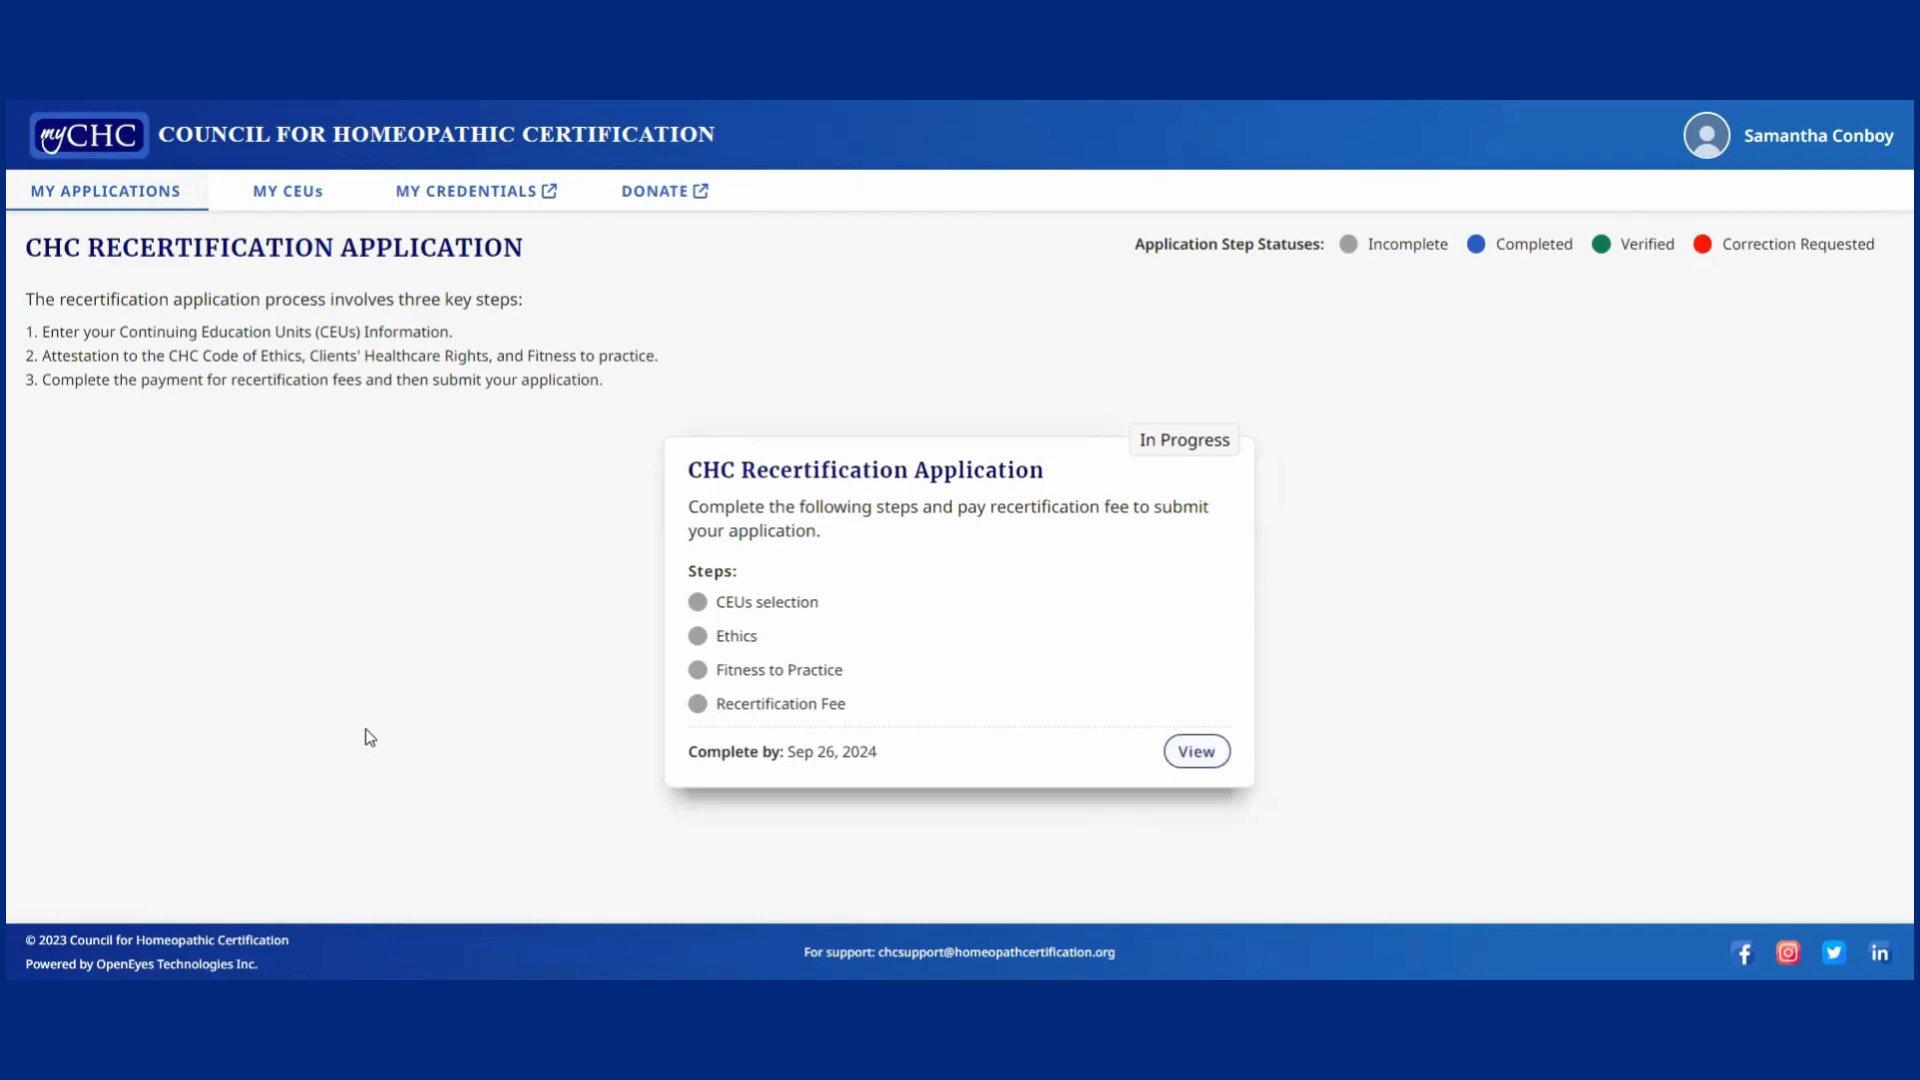 myCHC COUNCIL FOR HOMEOPATHIC CERTIFICATION
Samantha Conboy
MY APPLICATIONS MY CEUs MY CREDENTIALS DONATE
CHC RECERTIFICATION APPLICATION
Application Step Statuses: Incomplete Completed Verified Correction Requested
The recertification application process involves three key steps:
1. Enter your Continuing Education Units (CEUs) Information.
2. Attestation to the CHC Code of Ethics, Clients' Healthcare Rights, and Fitness to practice.
3. Complete the payment for recertification fees and then submit your application.
In Progress
CHC Recertification Application
Complete the following steps and pay recertification fee to submit
your application.
Steps:
CEUs selection
Ethics
Fitness to Practice
Recertification Fee
Complete by: Sep 26, 2024
View
© 2023 Council for Homeopathic Certification
Powered by OpenEyes Technologies Inc.
For support: chcsupport@homeopathcertification.org